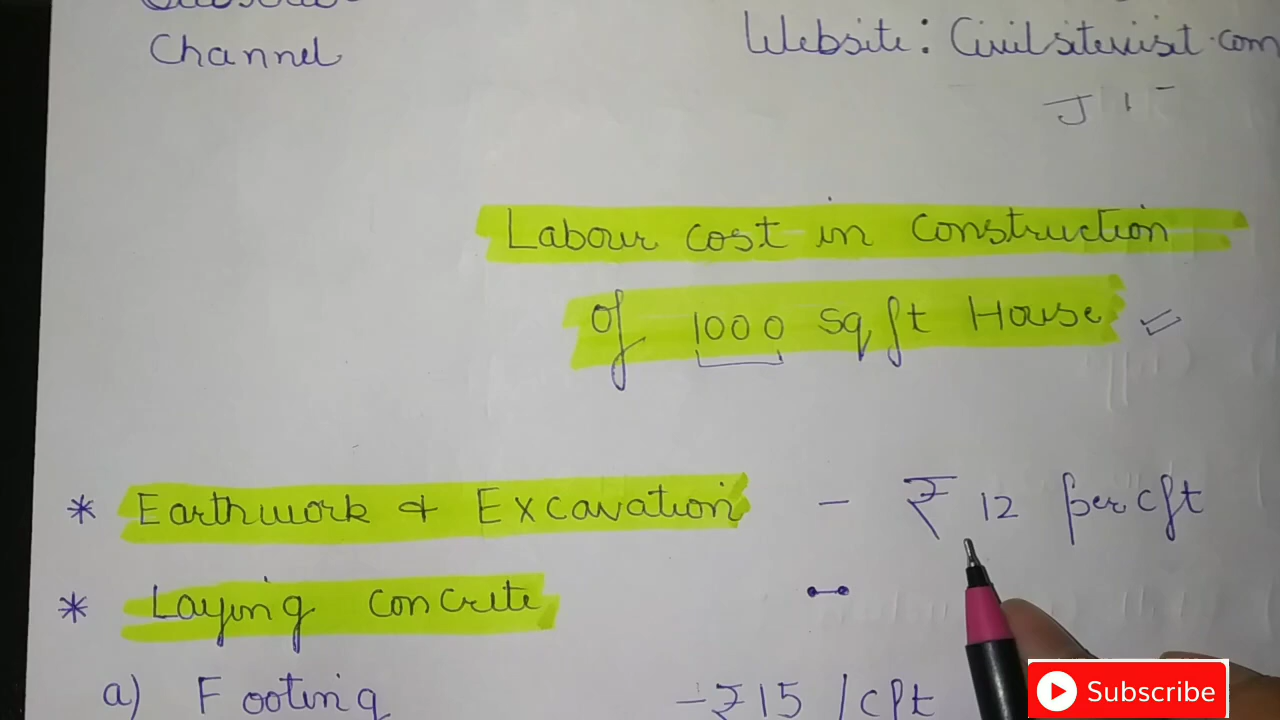 Channel
Website: Civilsitevisit.com
Labour cost in construction
of 1000 sqft House
* Earthwork & Excavation - ₹ 12 per cft
* Laying concrete
a) Footing - ₹15 /cft
Subscribe